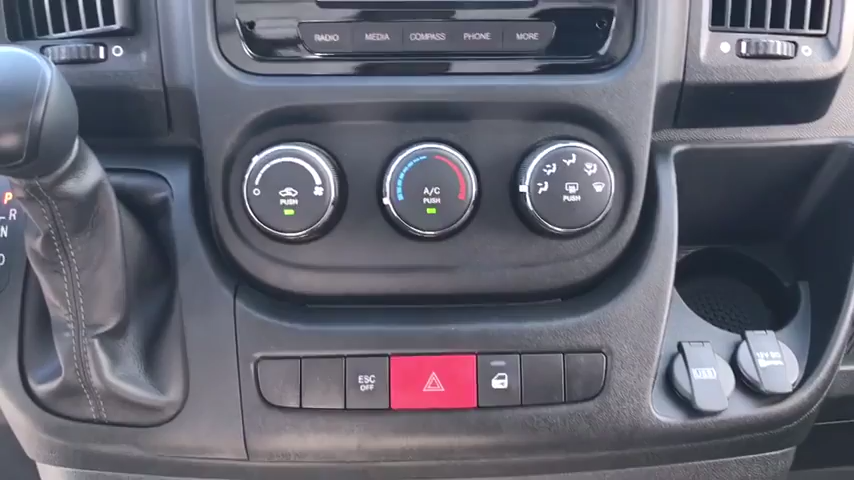 RADIO MEDIA COMPASS PHONE MORE
PUSH
A/C
PUSH
PUSH
P
R
N
D
ESC
OFF